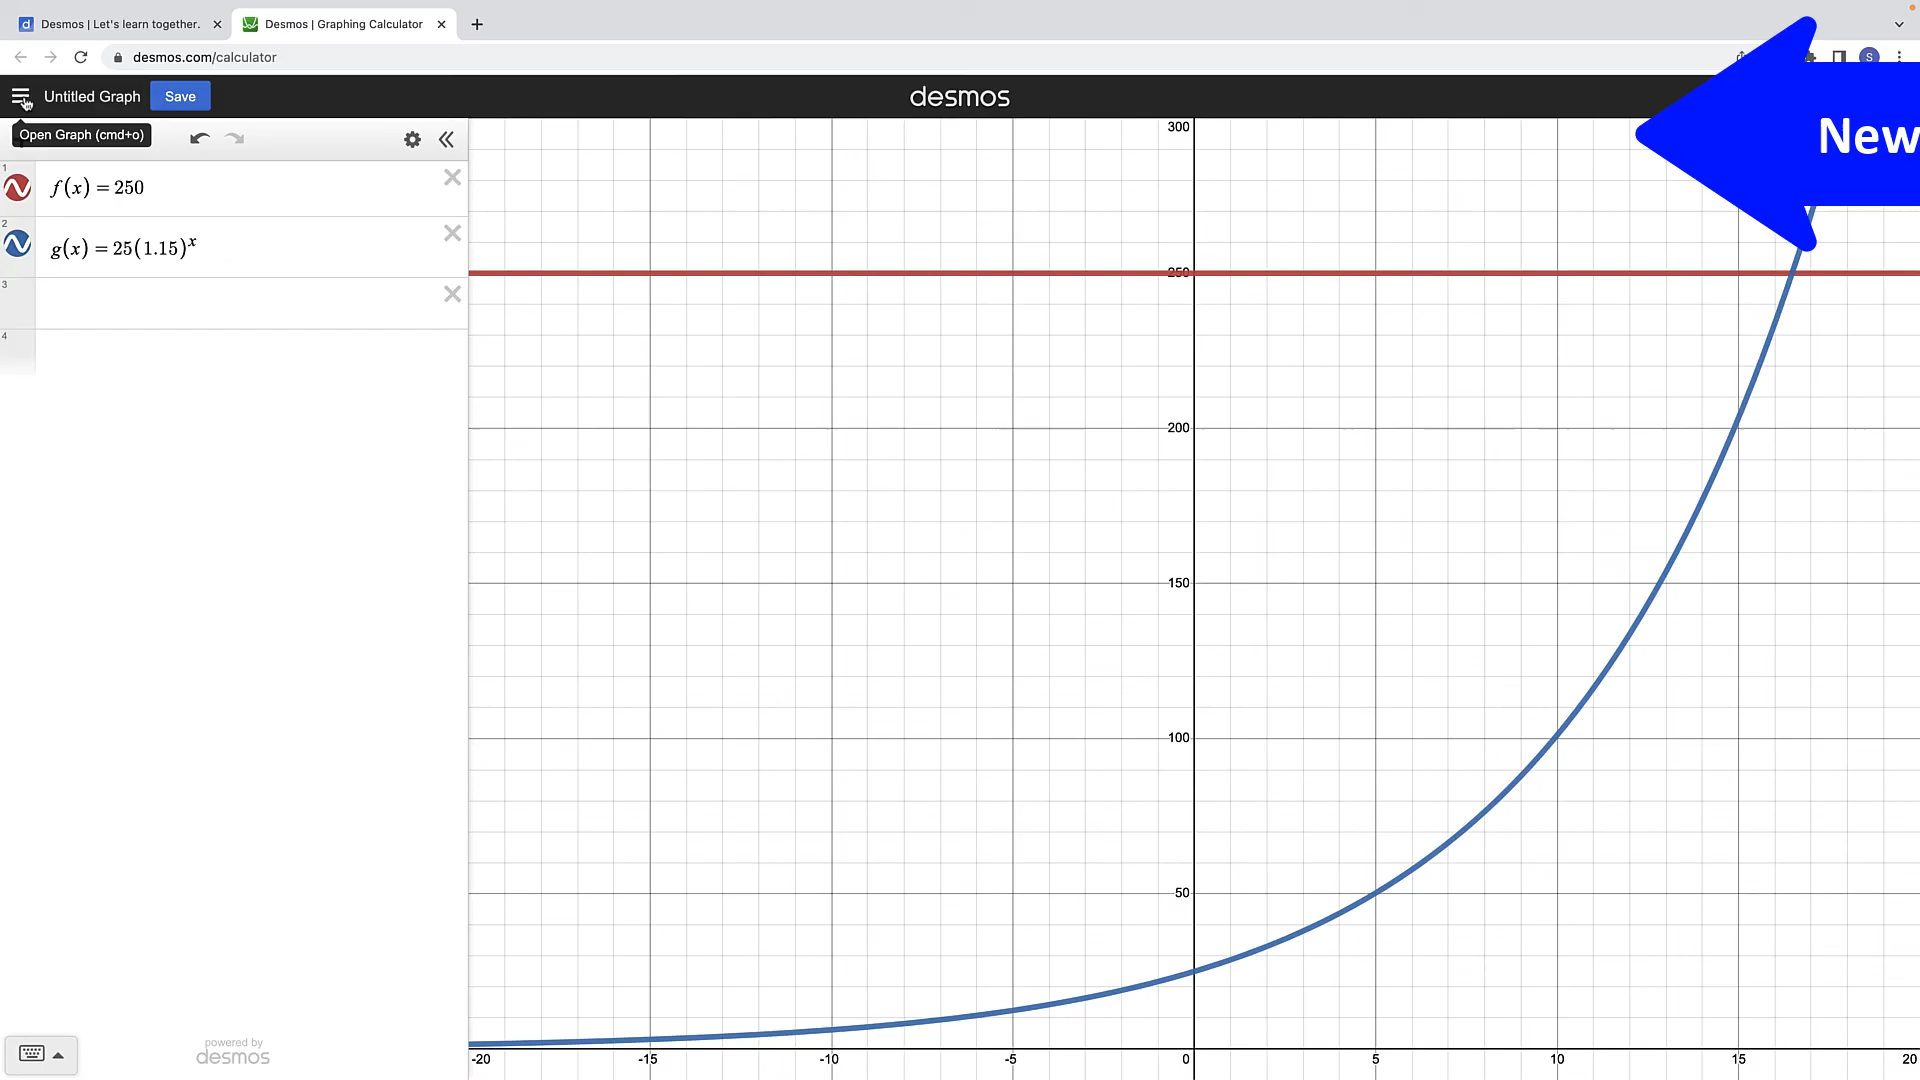 Desmos | Let's learn together.
Desmos | Graphing Calculator
desmos.com/calculator
S
Untitled Graph
Save
desmos
New
Open Graph (cmd+o)
1
f(x) = 250
2
g(x) = 25(1.15)^x
3
4
300
250
200
150
100
50
-20
-15
-10
-5
0
5
10
15
20
powered by
desmos